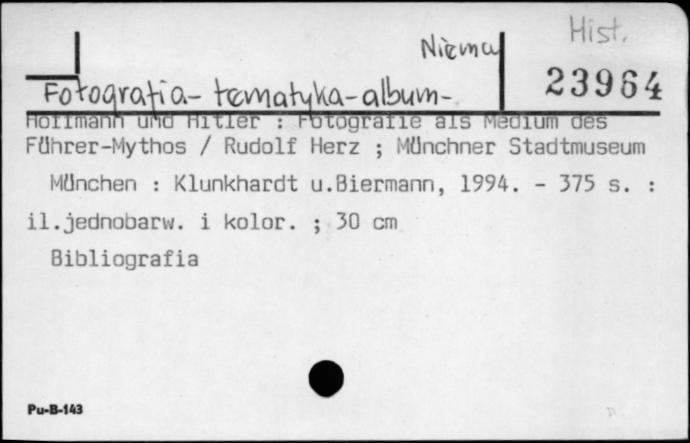 Hist.
Niemcy
23964
Fotografia- tematyka-album-
Hoffmann und Hitler : Fotografie als Medium des
Führer-Mythos / Rudolf Herz ; Münchner Stadtmuseum
München : Klunkhardt u.Biermann, 1994. - 375 s. :
il.jednobarw. i kolor. ; 30 cm
Bibliografia
Pu-B-143